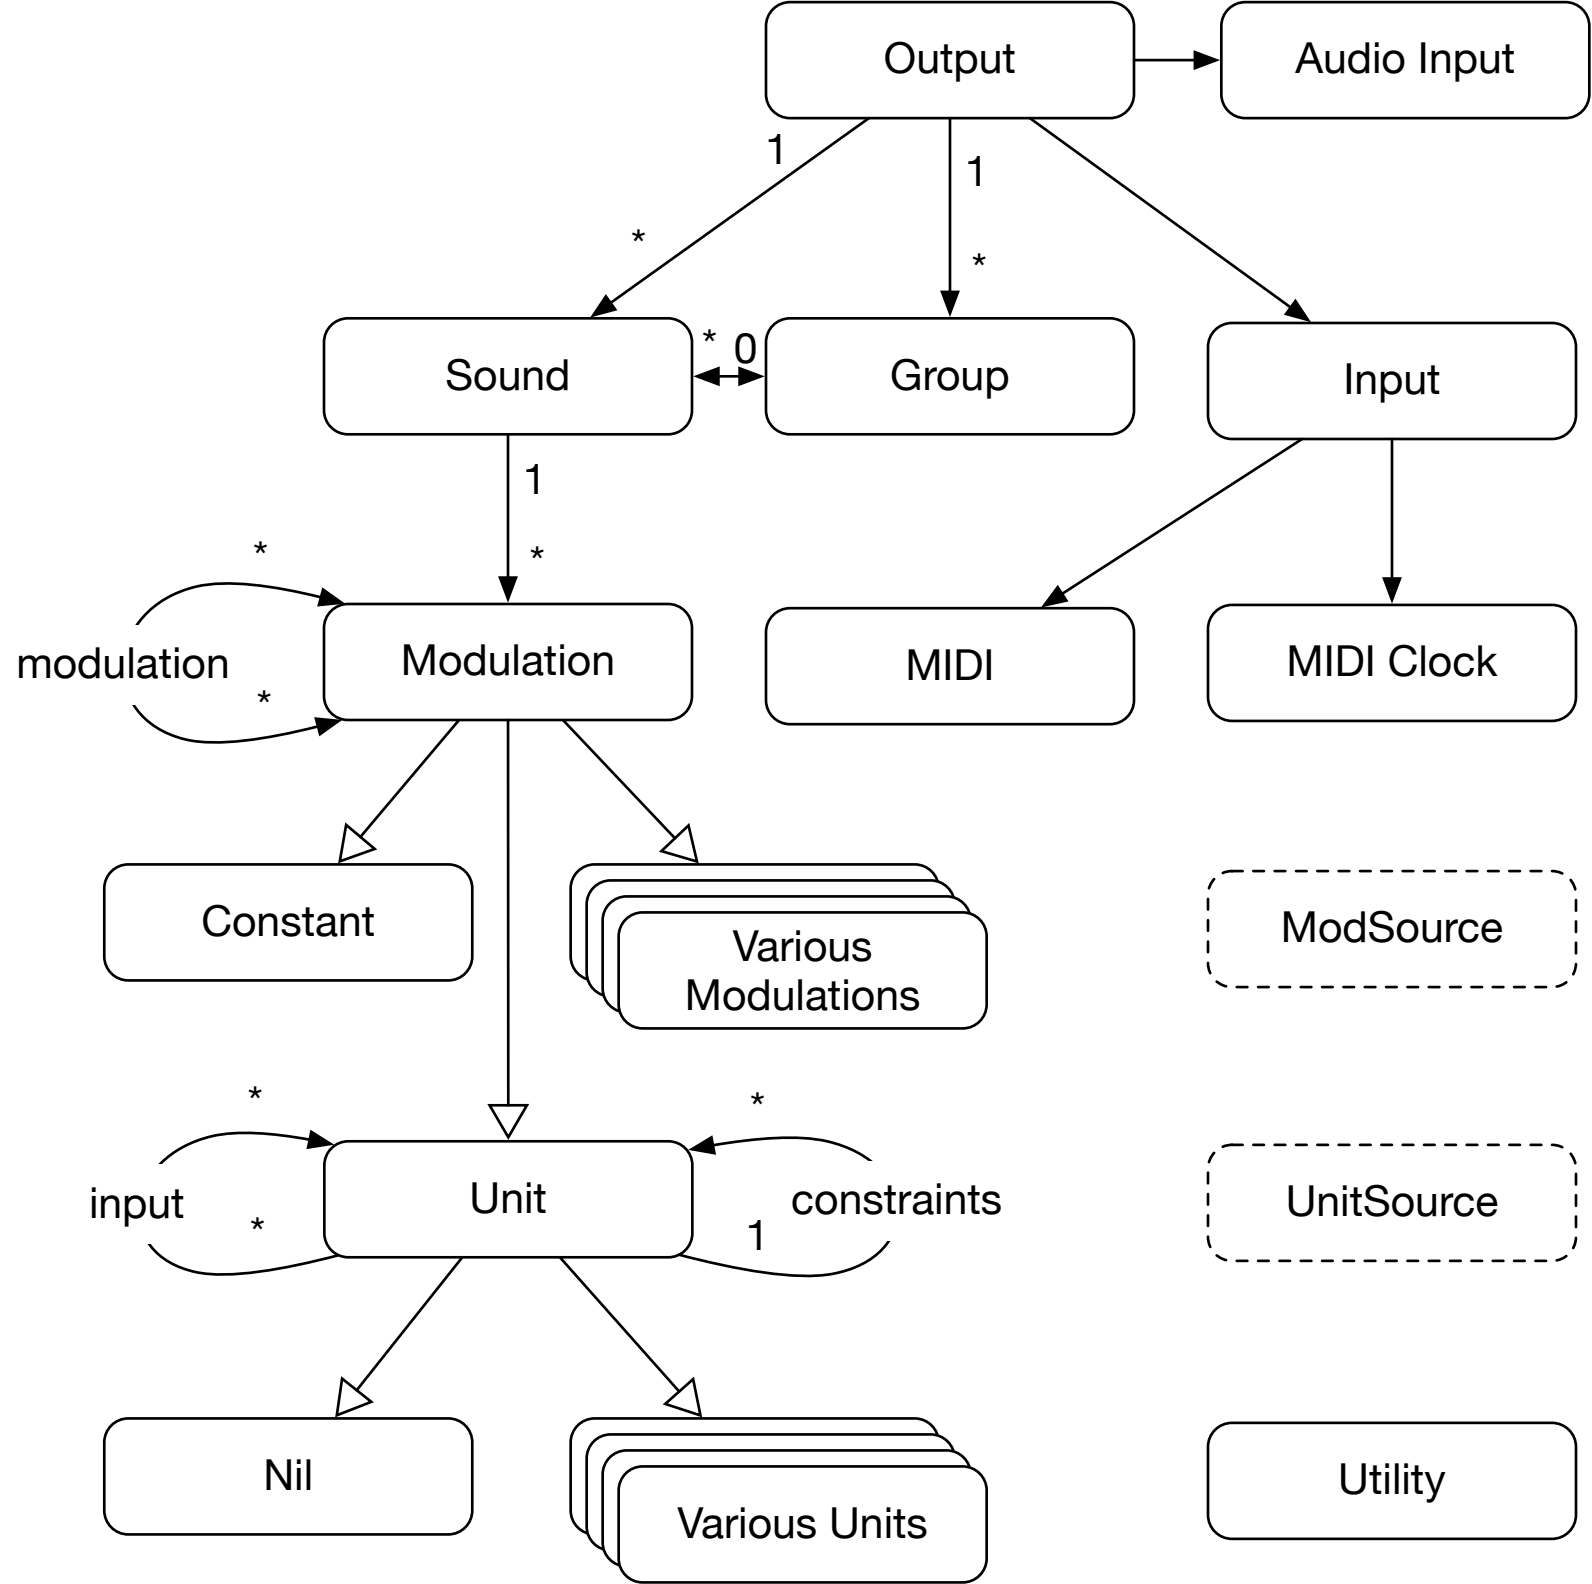 Output
Audio Input
1
1
*
*
Sound
* 0
Group
Input
1
*
*
modulation
*
Modulation
MIDI
MIDI Clock
Constant
Various
Modulations
ModSource
*
*
input
*
Unit
constraints
1
UnitSource
Nil
Various Units
Utility